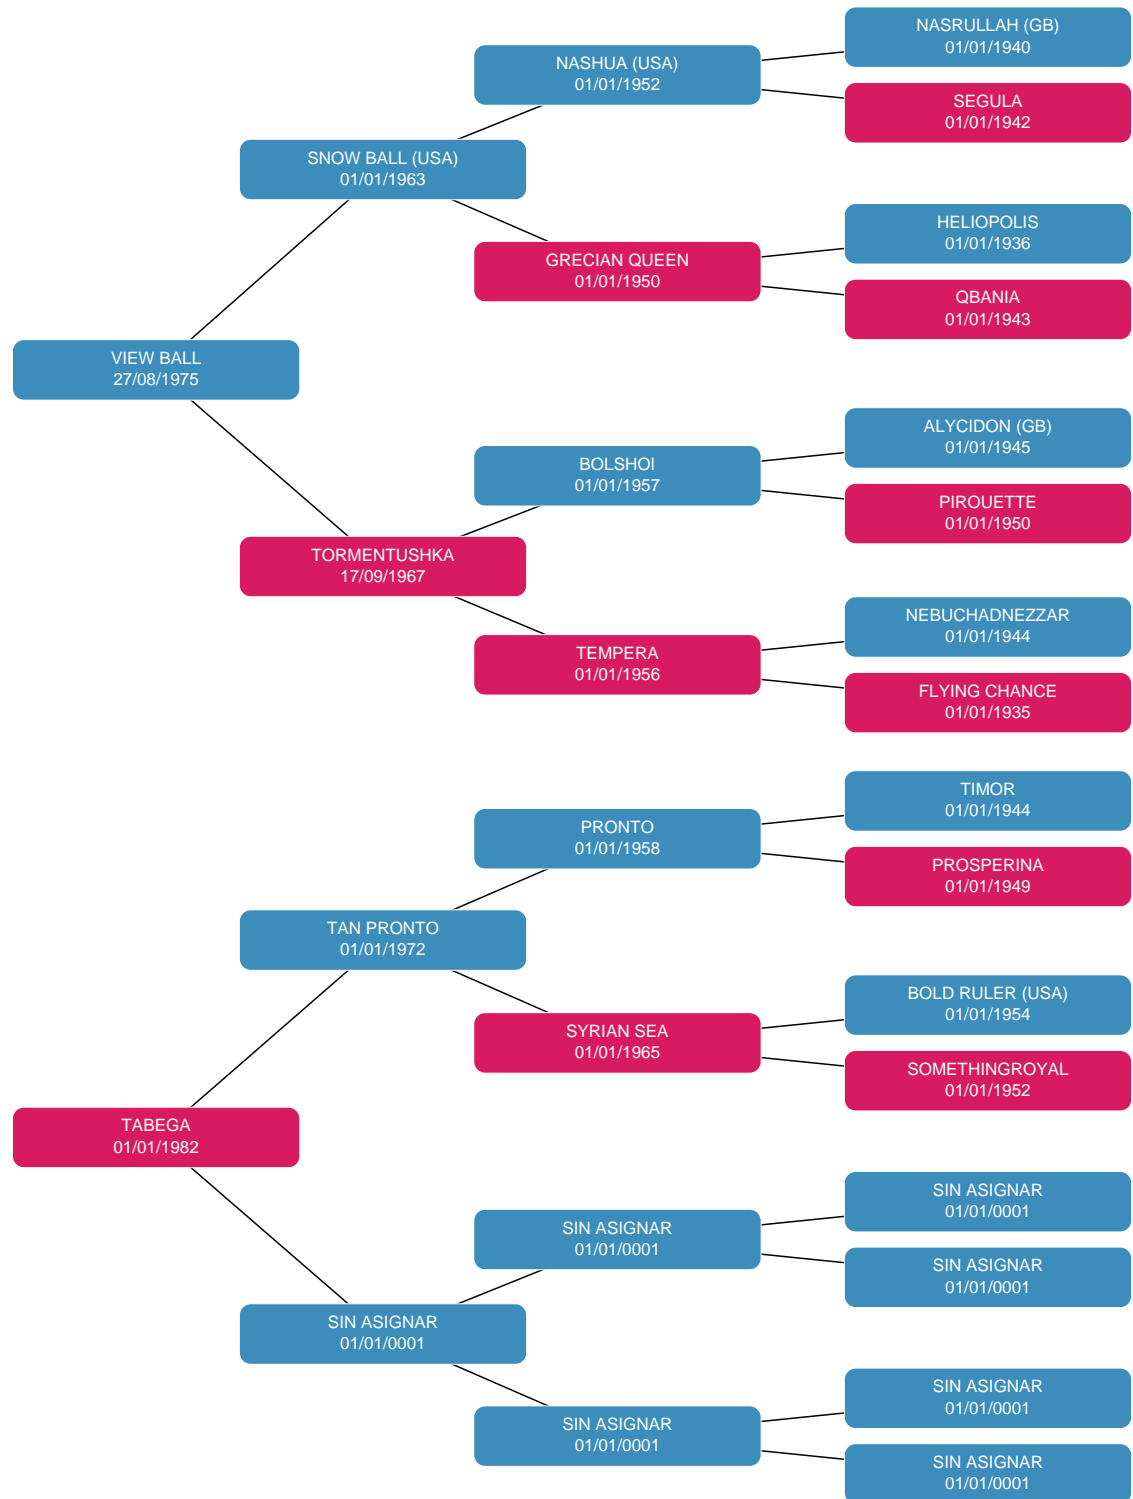 NASRULLAH (GB)
01/01/1940
NASHUA (USA)
01/01/1952
SEGULA
01/01/1942
SNOW BALL (USA)
01/01/1963
HELIOPOLIS
01/01/1936
GRECIAN QUEEN
01/01/1950
QBANIA
01/01/1943
VIEW BALL
27/08/1975
ALYCIDON (GB)
01/01/1945
BOLSHOI
01/01/1957
PIROUETTE
01/01/1950
TORMENTUSHKA
17/09/1967
NEBUCHADNEZZAR
01/01/1944
TEMPERA
01/01/1956
FLYING CHANCE
01/01/1935
TIMOR
01/01/1944
PRONTO
01/01/1958
PROSPERINA
01/01/1949
TAN PRONTO
01/01/1972
BOLD RULER (USA)
01/01/1954
SYRIAN SEA
01/01/1965
SOMETHINGROYAL
01/01/1952
TABEGA
01/01/1982
SIN ASIGNAR
01/01/0001
SIN ASIGNAR
01/01/0001
SIN ASIGNAR
01/01/0001
SIN ASIGNAR
01/01/0001
SIN ASIGNAR
01/01/0001
SIN ASIGNAR
01/01/0001
SIN ASIGNAR
01/01/0001